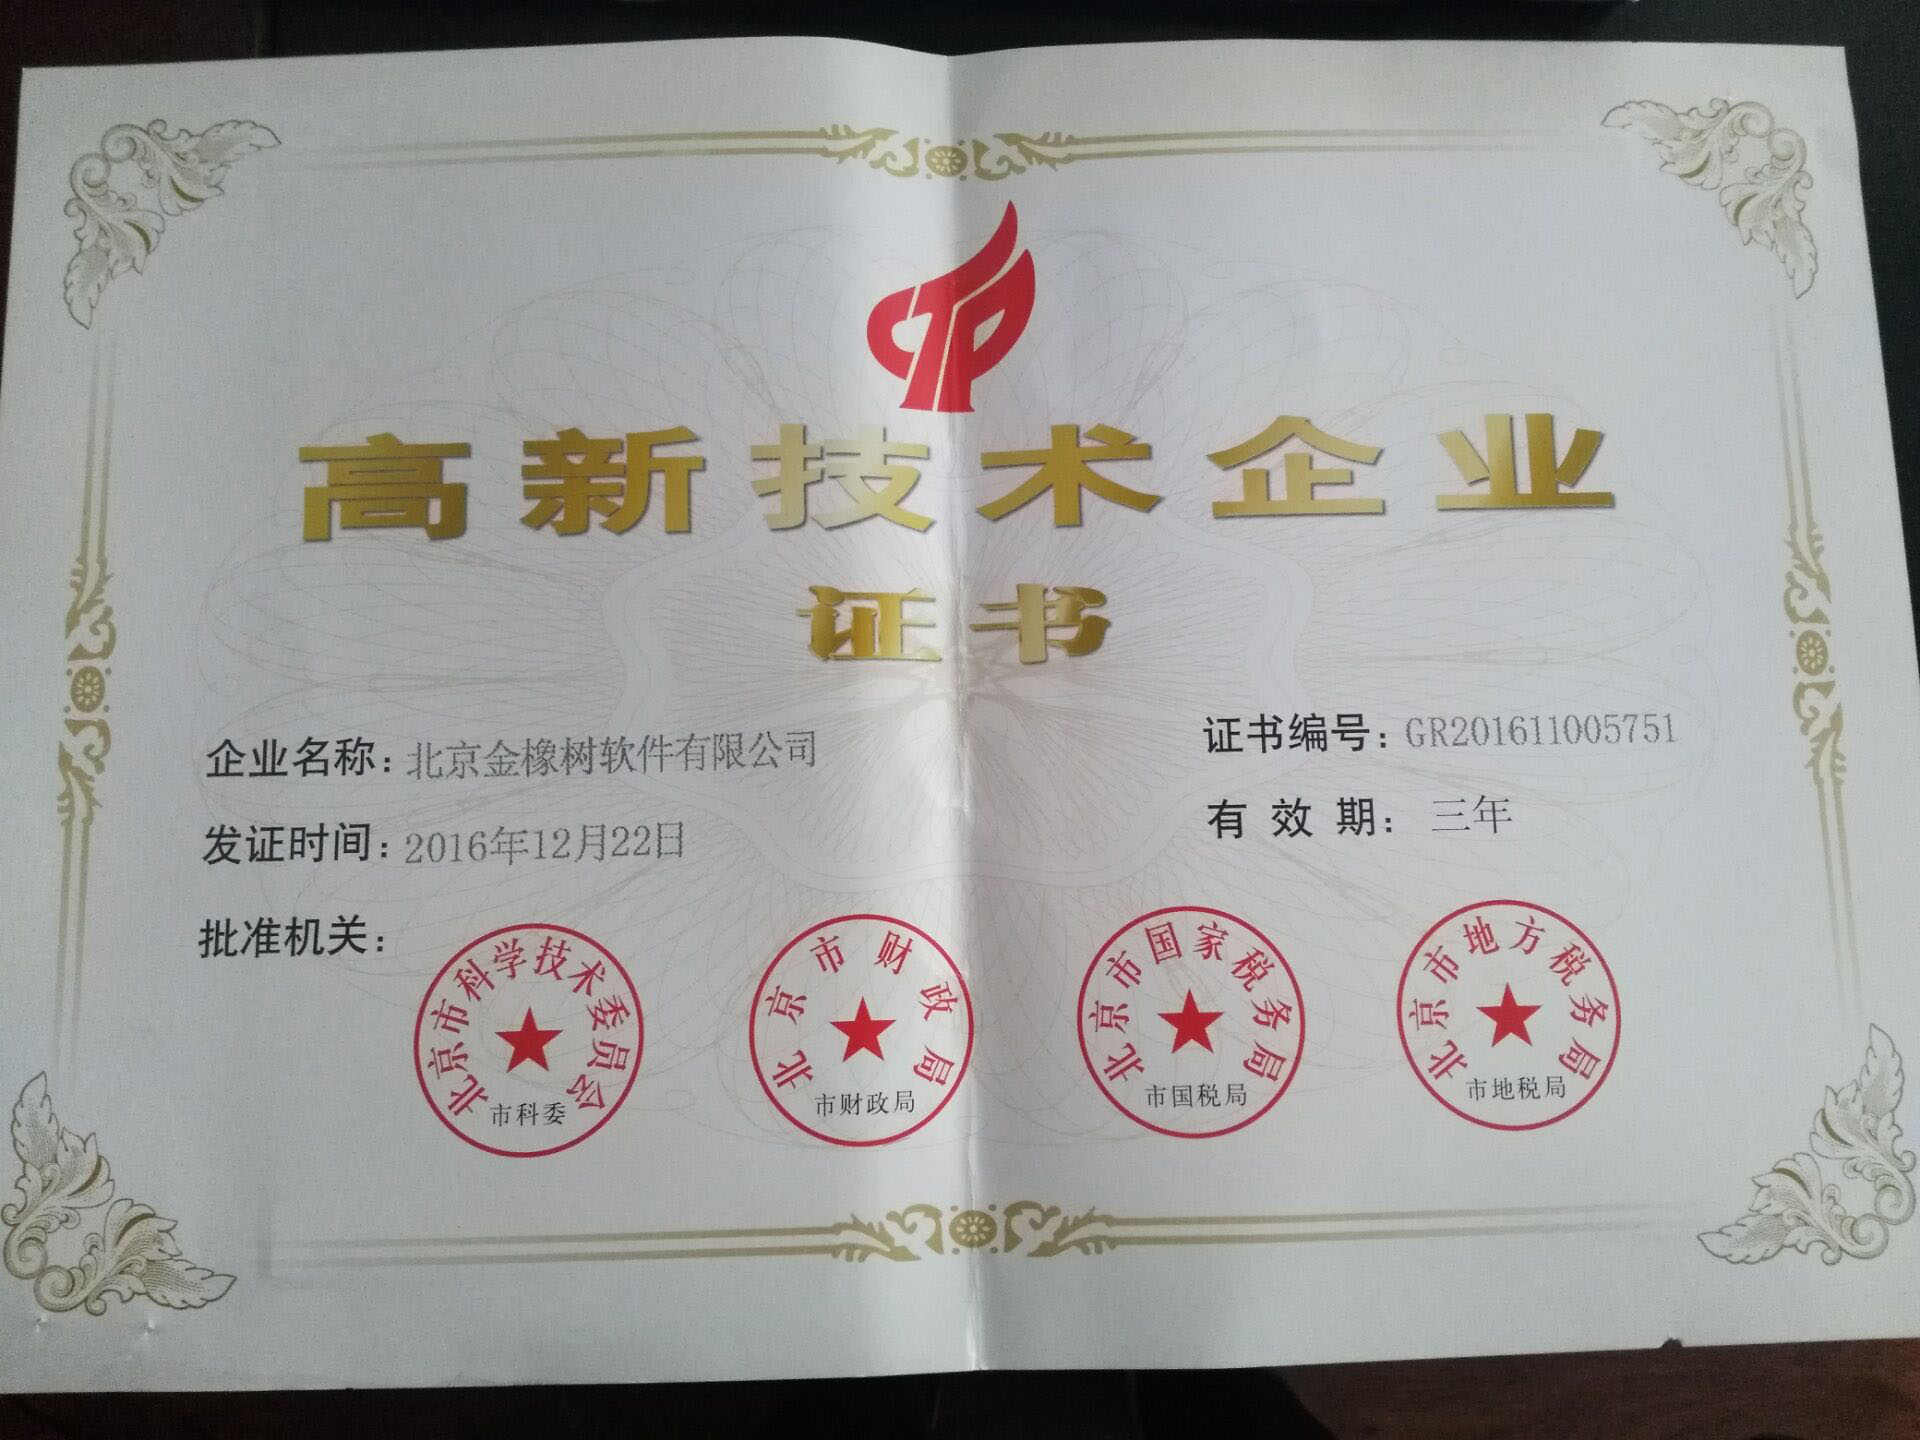 高新技术企业
证书
企业名称：北京金橡树软件有限公司
证书编号：GR201611005751
发证时间：2016年12月22日
有效期：三年
批准机关：
北京市科学技术委员会
市科委
北京市财政局
市财政局
北京市国家税务局
市国税局
北京市地方税务局
市地税局